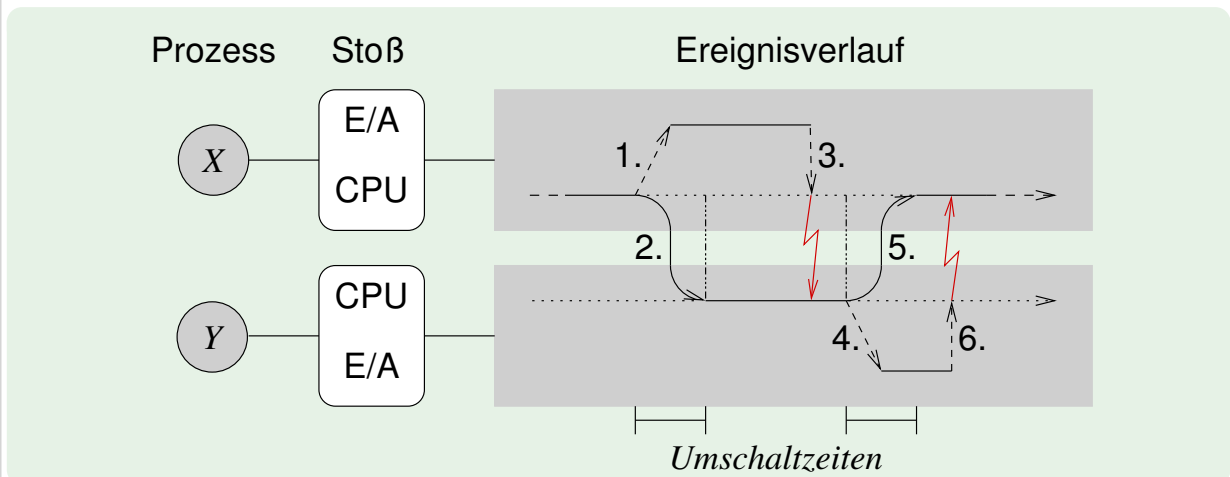 Prozess Stoß Ereignisverlauf
E/A
X
CPU
1. 3.
2. 5.
CPU
Y
E/A
4. 6.
Umschaltzeiten